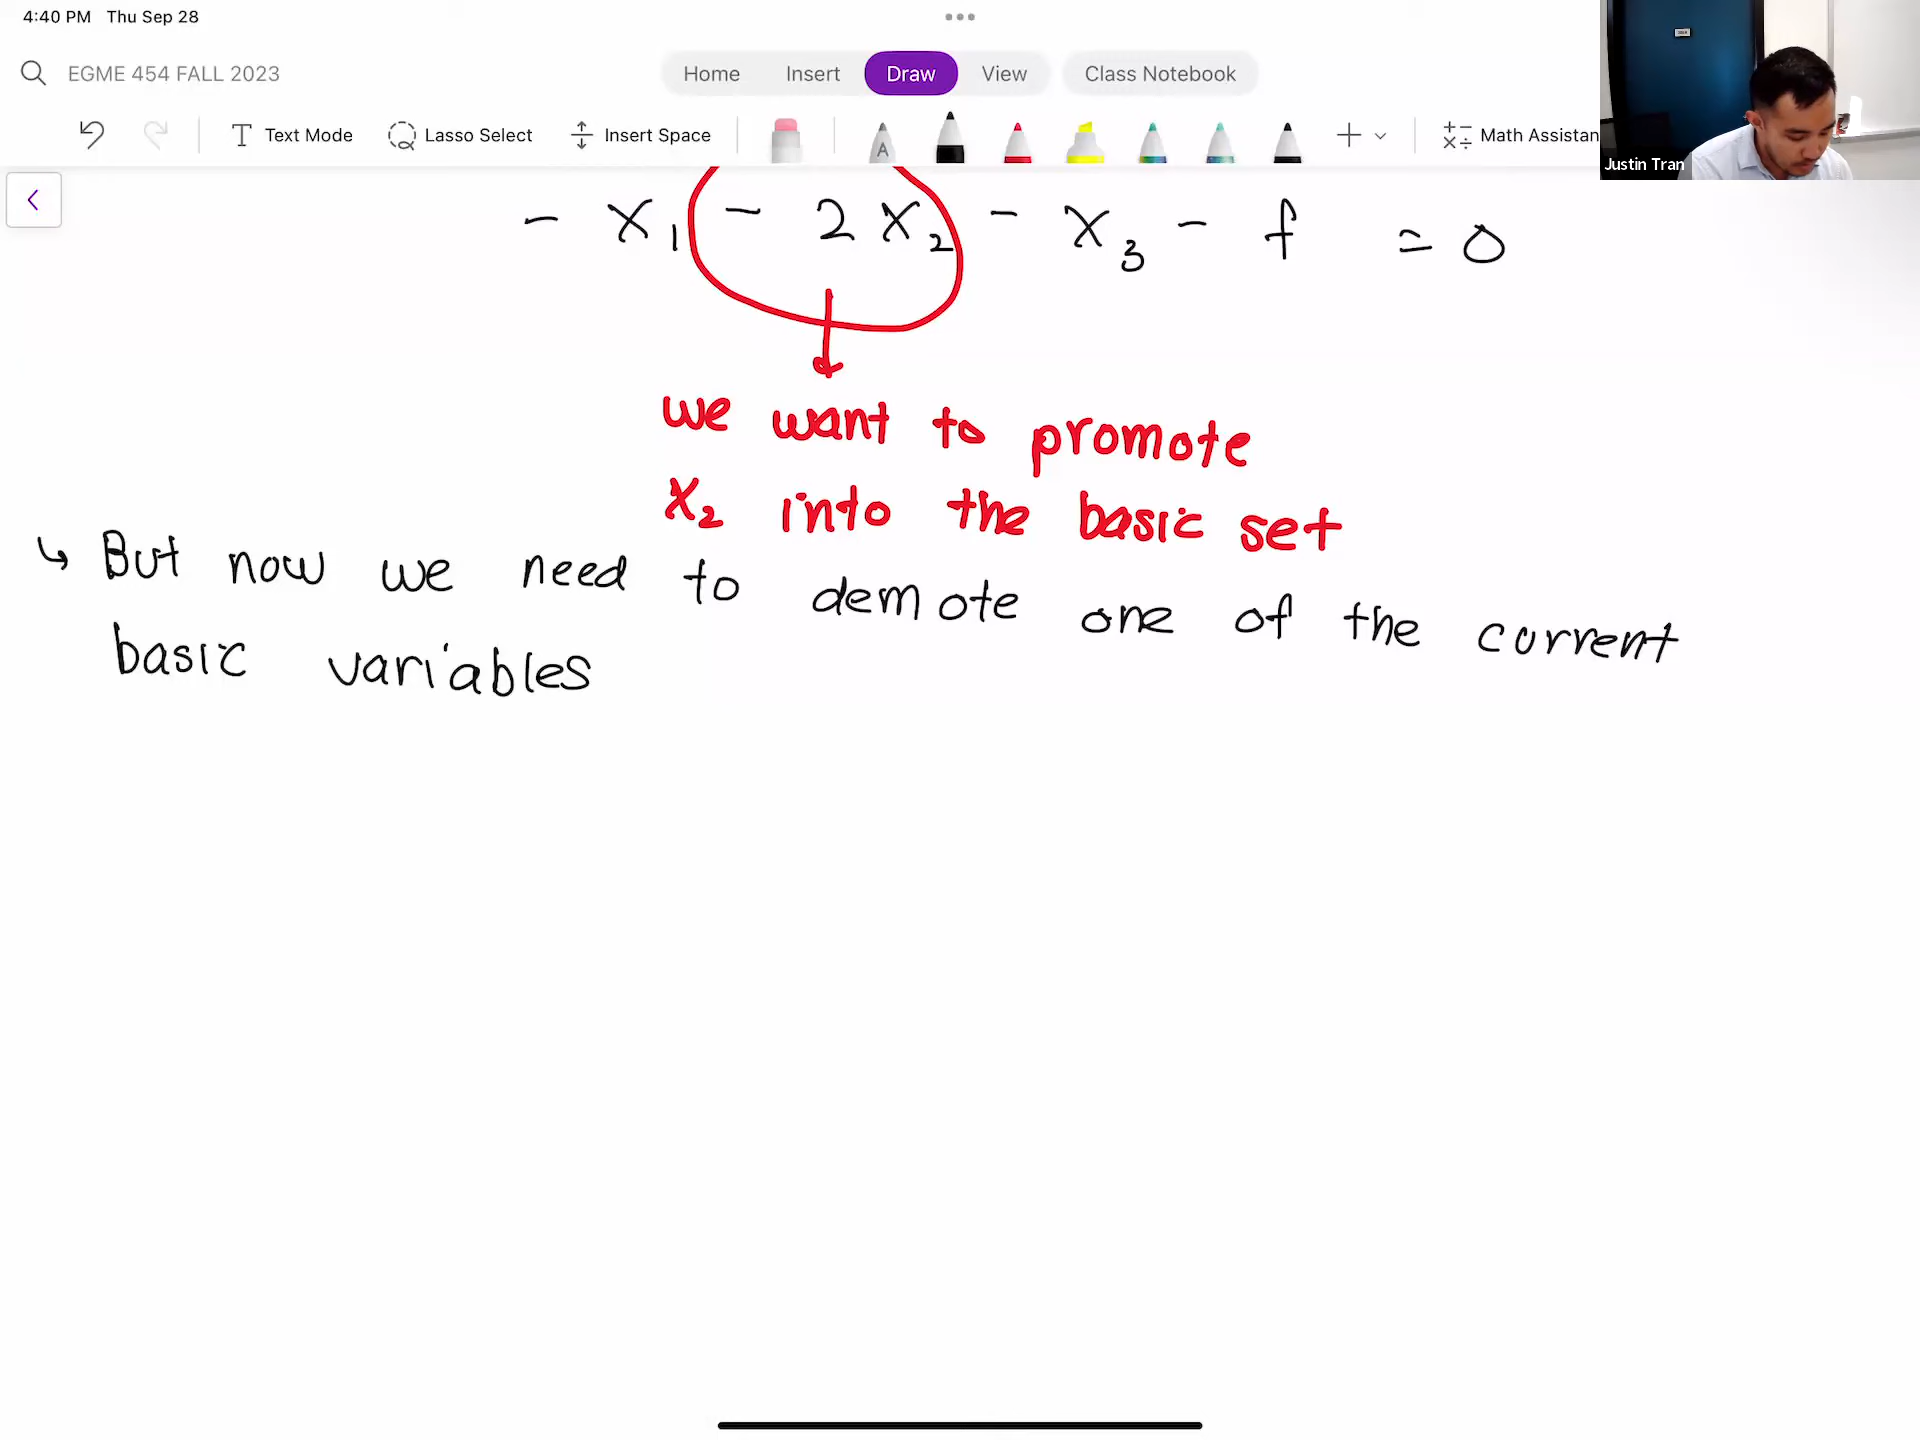 4:40 PM Thu Sep 28
EGME 454 FALL 2023
Home Insert Draw View Class Notebook
Text Mode Lasso Select Insert Space A Math Assistan
Justin Tran
- x₁ - 2x₂ - x₃ - f = 0
we want to promote
x₂ into the basic set
↳ But now we need to demote one of the current
basic variables